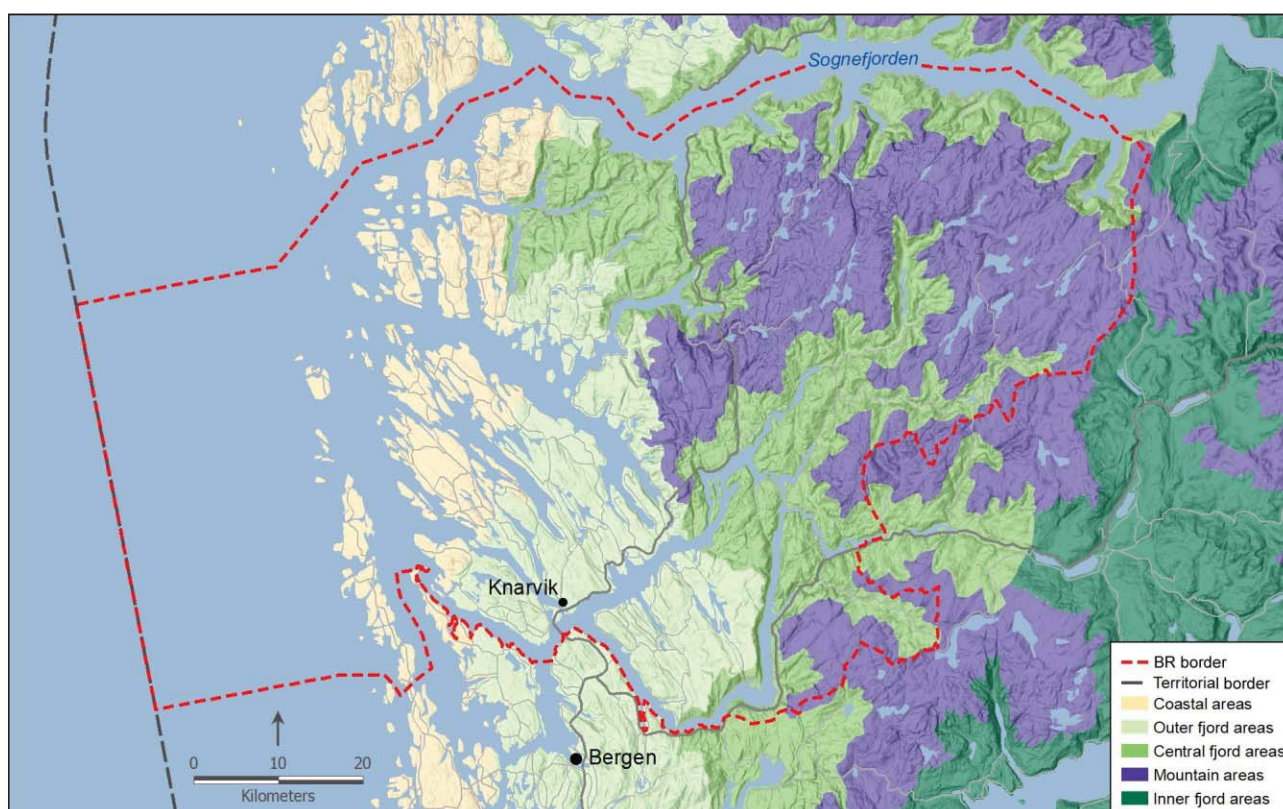 Sognefjorden
Knarvik
Bergen
0 10 20
Kilometers
BR border
Territorial border
Coastal areas
Outer fjord areas
Central fjord areas
Mountain areas
Inner fjord areas